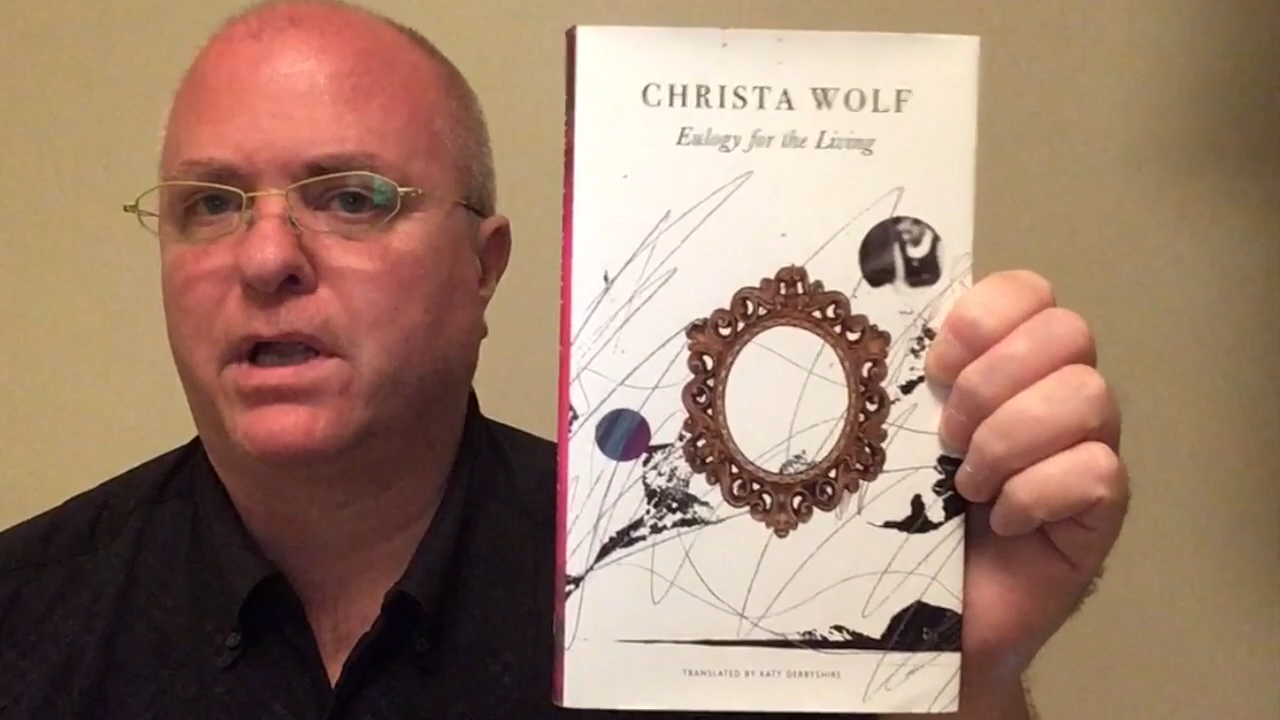 CHRISTA WOLF
Eulogy for the Living
TRANSLATED BY KATY DERBYSHIRE